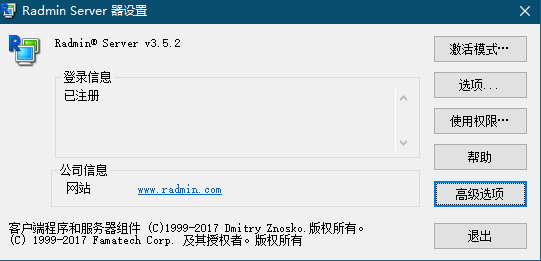 Radmin Server 器设置
Radmin® Server v3.5.2
激活模式…
登录信息
已注册
选项...
使用权限…
帮助
公司信息
网站 www.radmin.com
高级选项
客户端程序和服务器组件 (C)1999-2017 Dmitry Znosko.版权所有。
(C) 1999-2017 Famatech Corp. 及其授权者。版权所有
退出